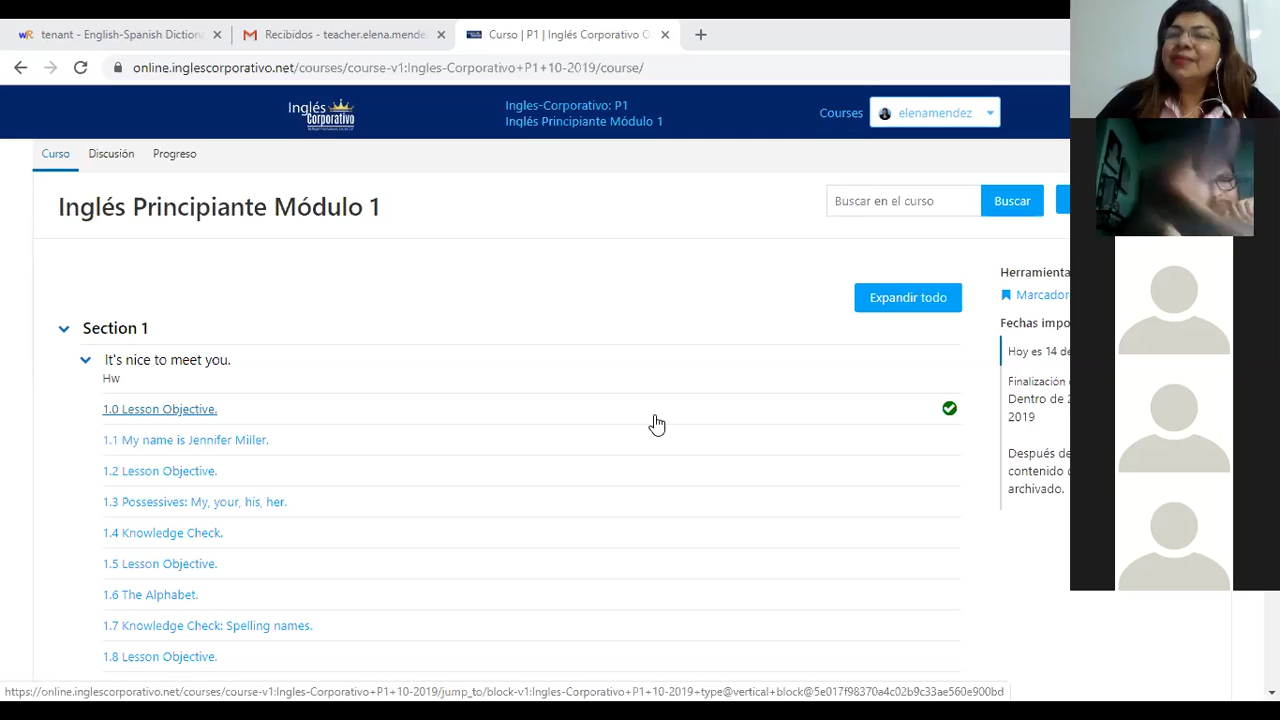 tenant - English-Spanish Dictiona
Recibidos - teacher.elena.mende
Curso | P1 | Inglés Corporativo O
online.inglescorporativo.net/courses/course-v1:Ingles-Corporativo+P1+10-2019/course/
Inglés
Corporativo
Ingles-Corporativo: P1
Inglés Principiante Módulo 1
Courses
elenamendez
Curso
Discusión
Progreso
Inglés Principiante Módulo 1
Buscar en el curso
Buscar
Herramienta
Expandir todo
Marcador
Section 1
Fechas impo
It's nice to meet you.
Hoy es 14 de
Hw
Finalización
Dentro de 2
2019
1.0 Lesson Objective.
1.1 My name is Jennifer Miller.
Después de
contenido
archivado.
1.2 Lesson Objective.
1.3 Possessives: My, your, his, her.
1.4 Knowledge Check.
1.5 Lesson Objective.
1.6 The Alphabet.
1.7 Knowledge Check: Spelling names.
1.8 Lesson Objective.
https://online.inglescorporativo.net/courses/course-v1:Ingles-Corporativo+P1+10-2019/jump_to/block-v1:Ingles-Corporativo+P1+10-2019+type@vertical+block@5e017f98370a4c02b9c33ae560e900bd